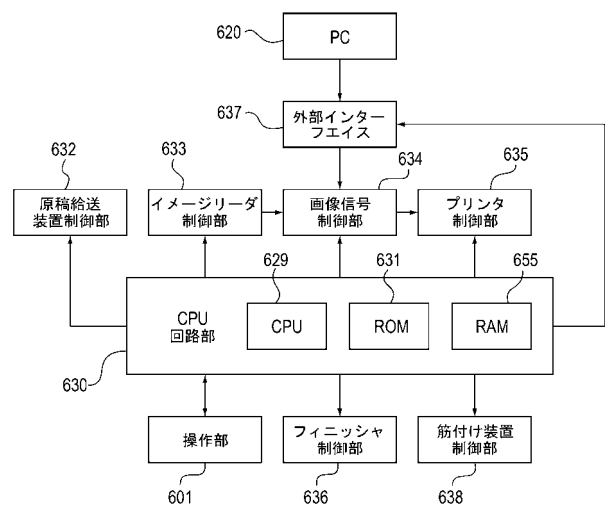 620
PC
637
外部インター
フエイス
632
633
634
635
原稿給送
装置制御部
イメージリーダ
制御部
画像信号
制御部
プリンタ
制御部
629
631
655
CPU
回路部
CPU
ROM
RAM
630
操作部
フィニッシャ
制御部
筋付け装置
制御部
601
636
638